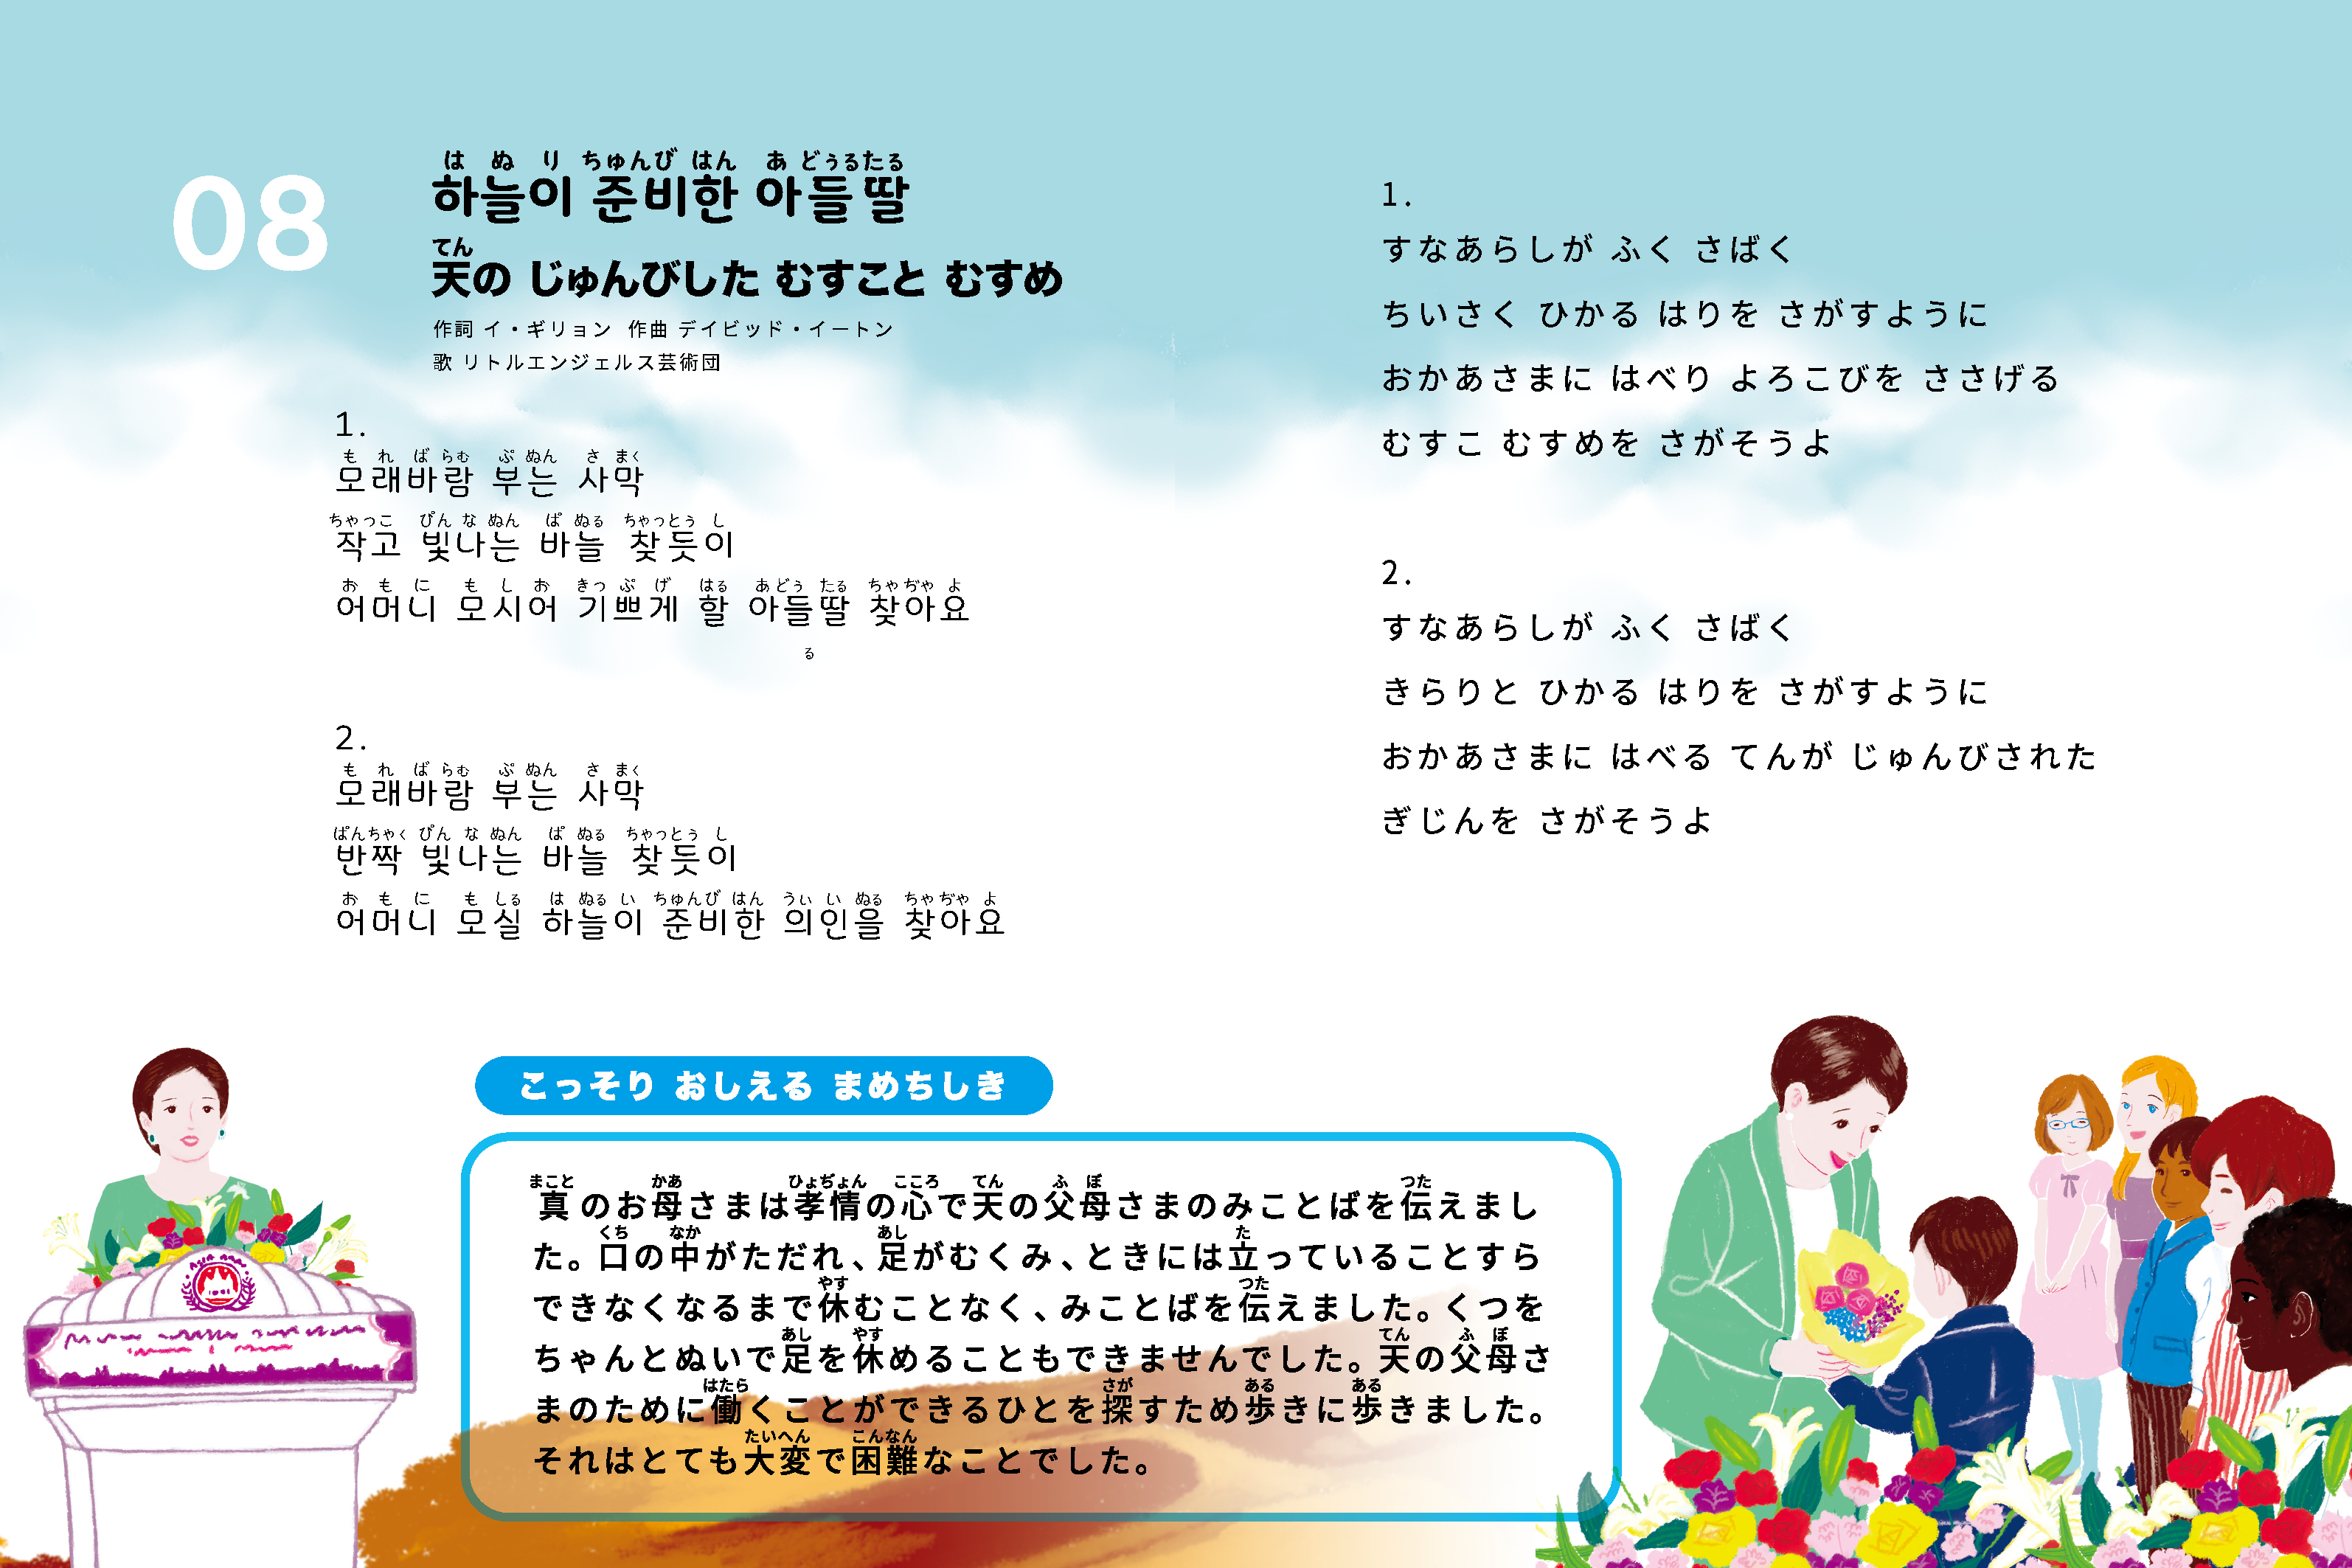 08
は ぬ り ちゅんび はん あ どぅるたる
하늘이 준비한 아들딸
てん
天の じゅんびした むすこと むすめ
作詞 イ・ギリョン 作曲 デイビッド・イートン
歌 リトルエンジェルス芸術団
1.
も れ ば らむ ぷ ぬん さ まく
모래바람 부는 사막
ちゃっこ ぴん な ぬん ぱ ぬる ちゃっとぅ し
작고 빛나는 바늘 찾듯이
お も に も し お きっ ぷ げ はる あどぅ たる ちゃぢゃ よ
어머니 모시어 기쁘게 할 아들딸 찾아요
る
2.
も れ ば らむ ぷ ぬん さ まく
모래바람 부는 사막
ぱんちゃく ぴん な ぬん ぱ ぬる ちゃっとぅ し
반짝 빛나는 바늘 찾듯이
お も に も しる は ぬる い ちゅんび はん うぃ い ぬる ちゃぢゃ よ
어머니 모실 하늘이 준비한 의인을 찾아요
1.
すなあらしが ふく さばく
ちいさく ひかる はりを さがすように
おかあさまに はべり よろこびを ささげる
むすこ むすめを さがそうよ
2.
すなあらしが ふく さばく
きらりと ひかる はりを さがすように
おかあさまに はべる てんが じゅんびされた
ぎじんを さがそうよ
こっそり おしえる まめちしき
まこと かあ ひょぢょん こころ てん ふ ぼ つた
真のお母さまは孝情の心で天の父母さまのみことばを伝えまし
くち なか あし た
た。口の中がただれ、足がむくみ、ときには立っていることすら
やす つた
できなくなるまで休むことなく、みことばを伝えました。くつを
あし やす てん ふ ぼ
ちゃんとぬいで足を休めることもできませんでした。天の父母さ
はたら さが ある ある
まのために働くことができるひとを探すため歩きに歩きました。
たいへん こんなん
それはとても大変で困難なことでした。